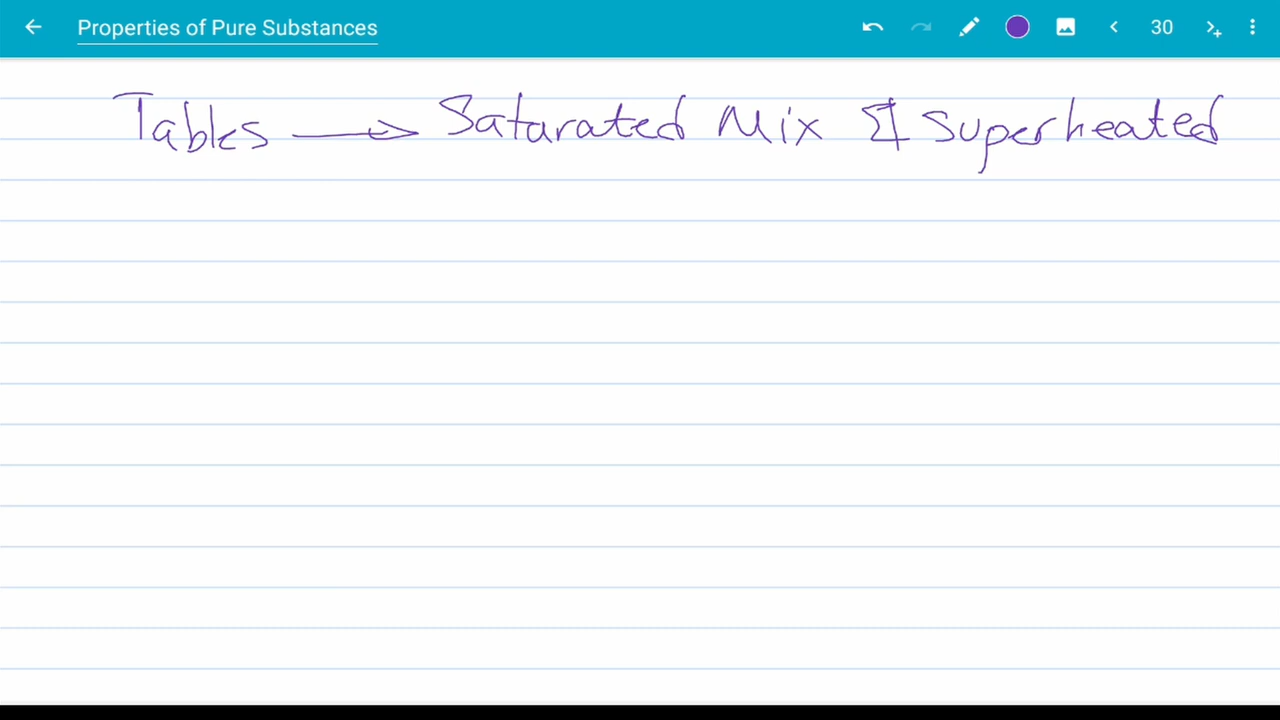 Properties of Pure Substances
30
Tables → Saturated Mix & Superheated